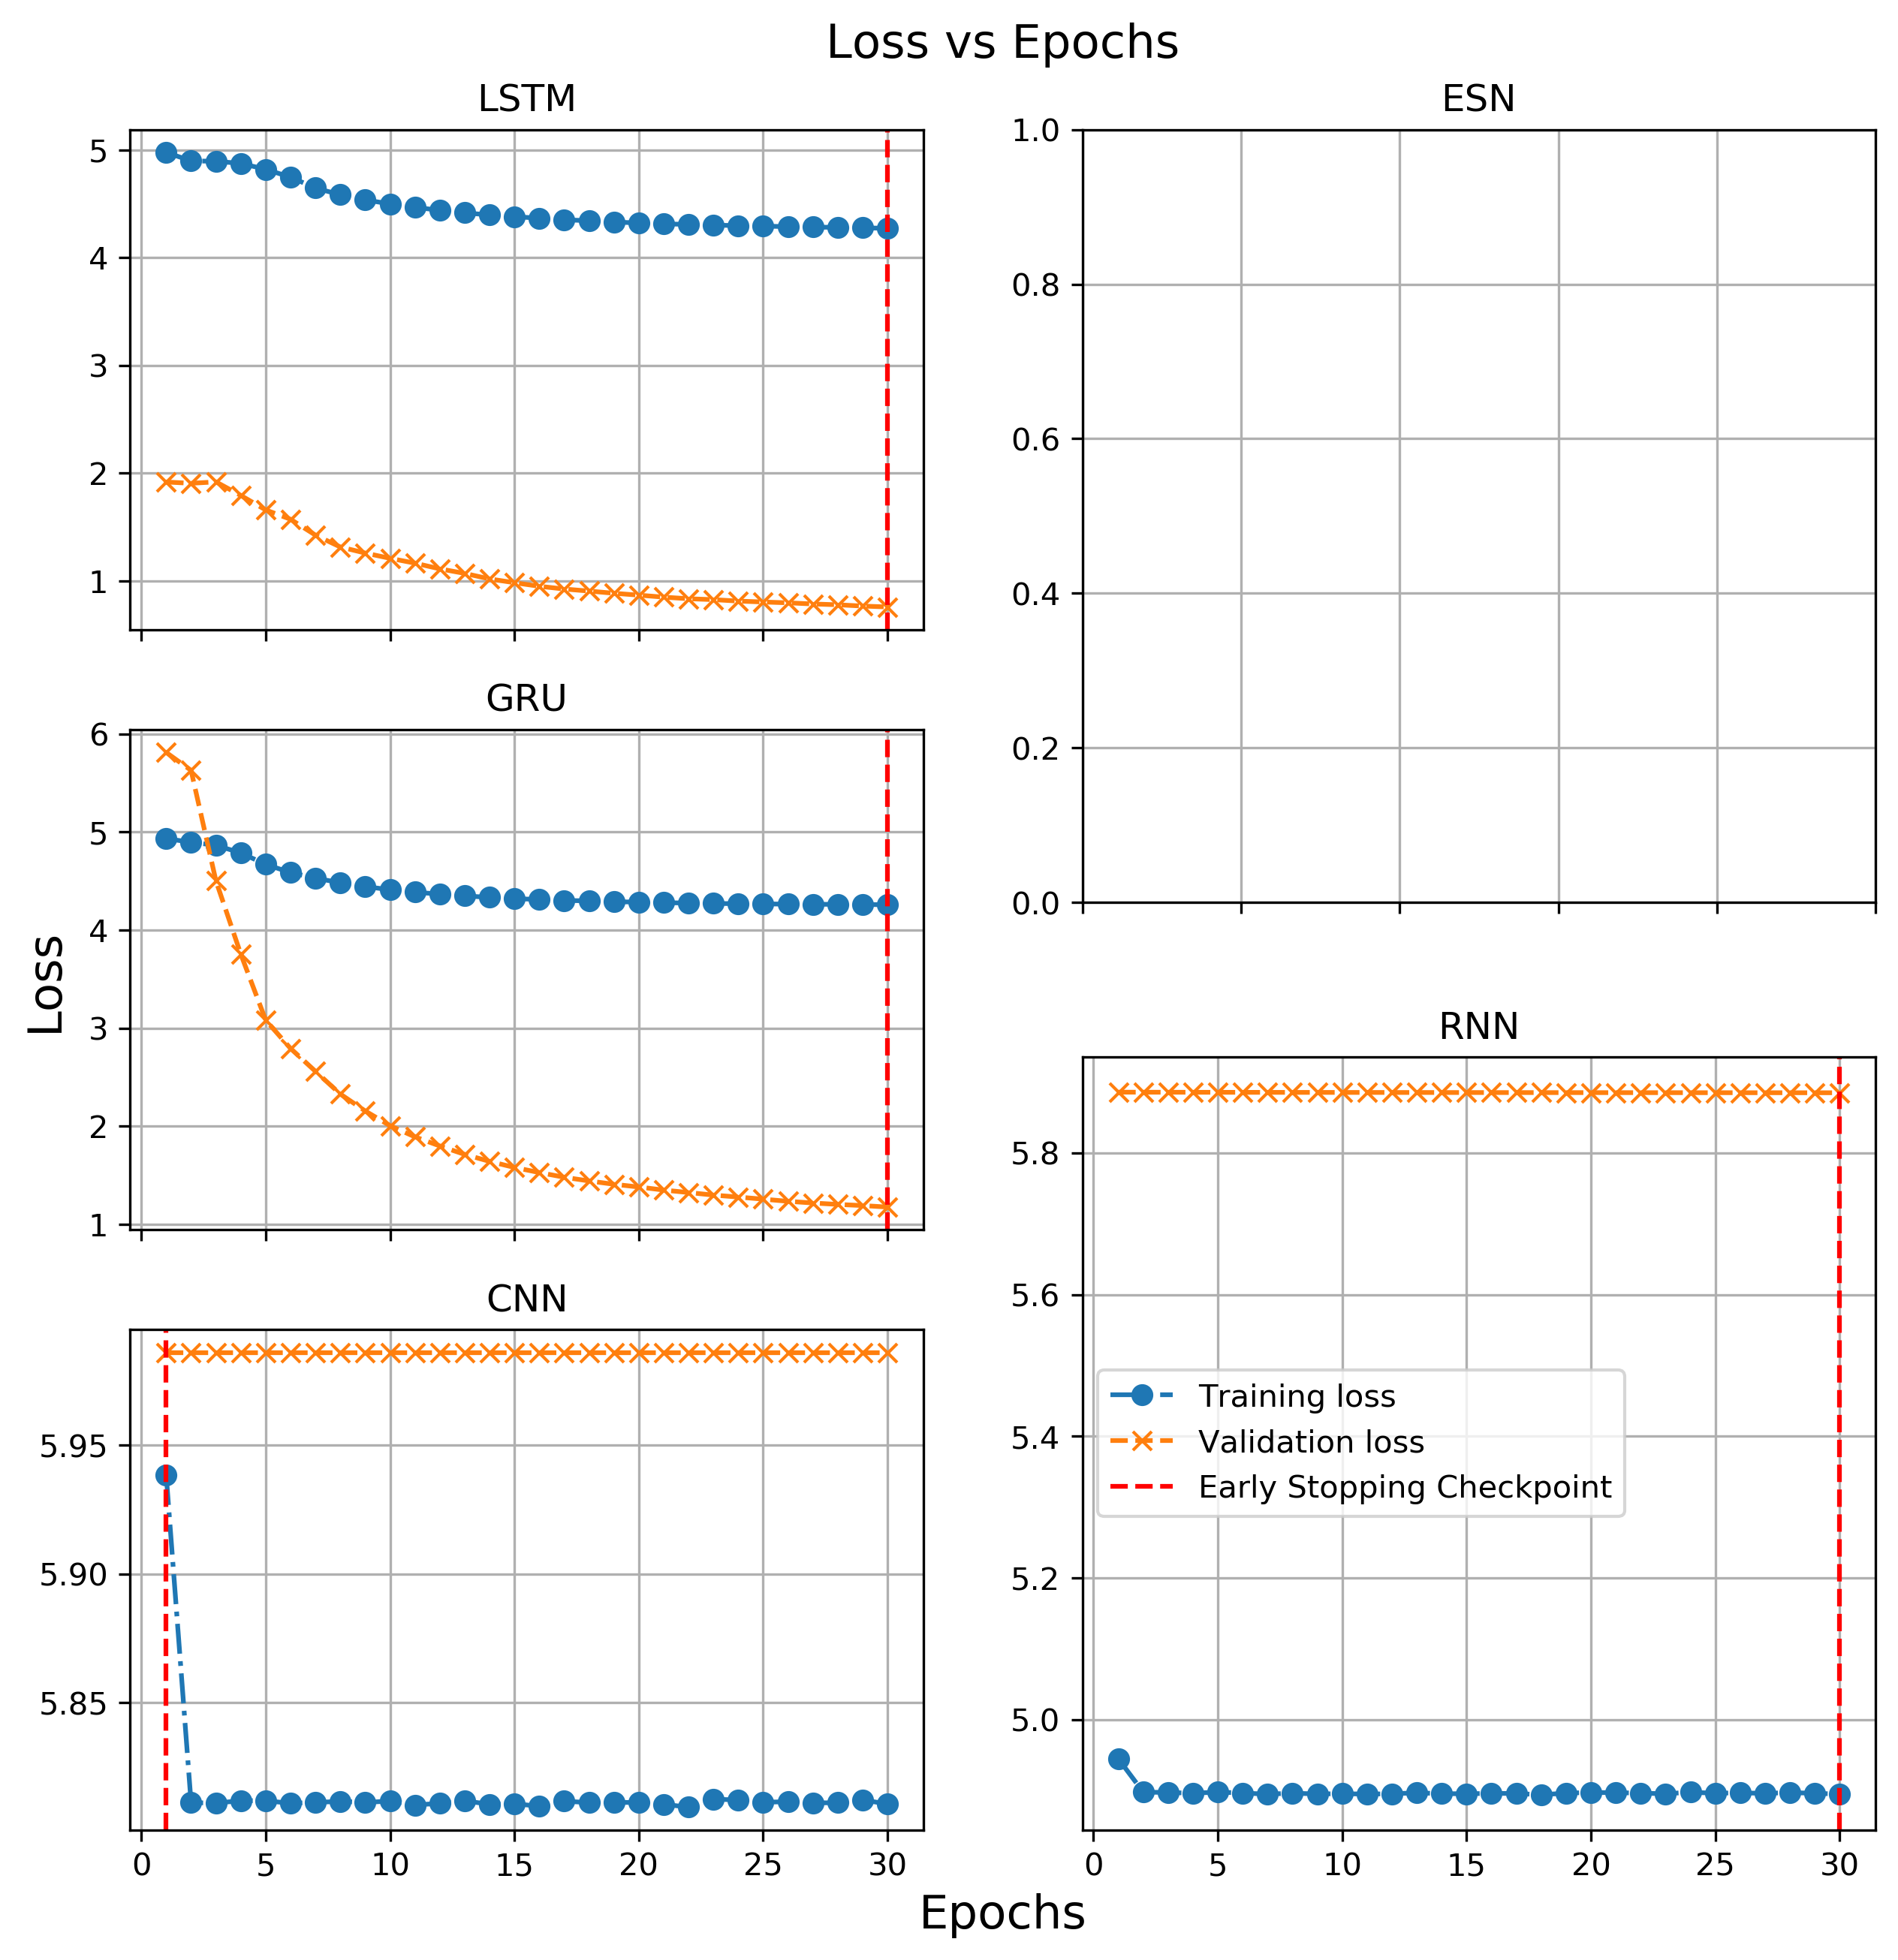 Loss vs Epochs
LSTM
5
4
3
2
1
ESN
1.0
0.8
0.6
0.4
0.2
0.0
GRU
6
5
4
3
2
1
Loss
RNN
5.8
5.6
5.4
5.2
5.0
Training loss
Validation loss
Early Stopping Checkpoint
0 5 10 15 20 25 30
CNN
5.95
5.90
5.85
0 5 10 15 20 25 30
Epochs